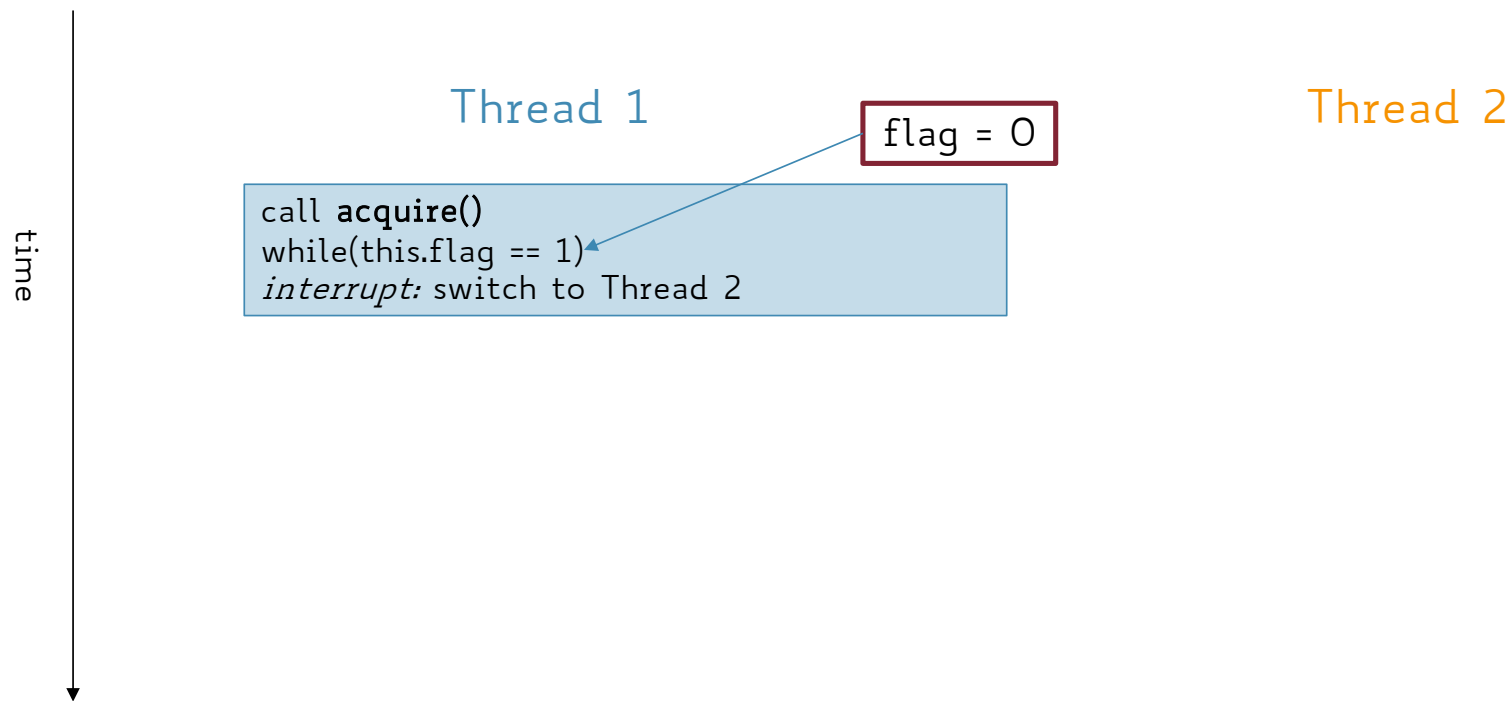 time
Thread 1
flag = 0
Thread 2
call acquire()
while(this.flag == 1)
interrupt: switch to Thread 2